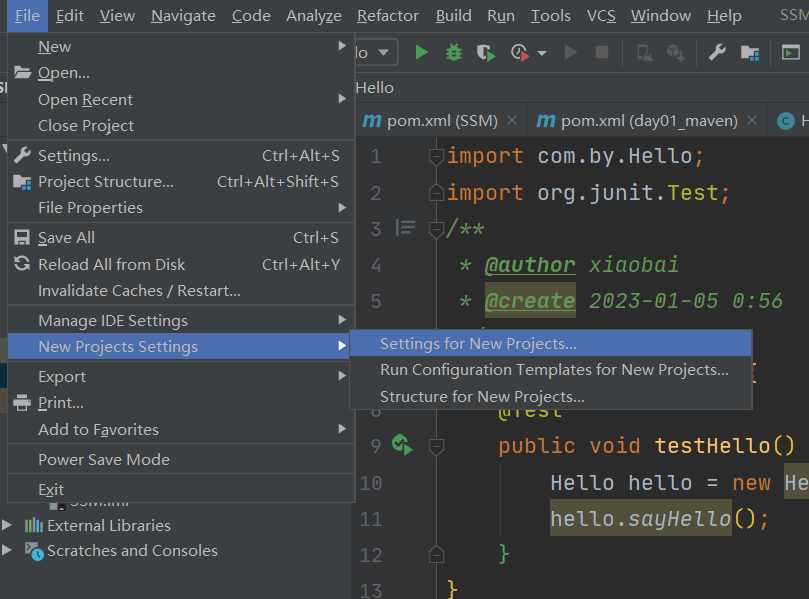 File Edit View Navigate Code Analyze Refactor Build Run Tools VCS Window Help SSM
New
Open...
Open Recent
Close Project
Settings... Ctrl+Alt+S
Project Structure... Ctrl+Alt+Shift+S
File Properties
Save All Ctrl+S
Reload All from Disk Ctrl+Alt+Y
Invalidate Caches / Restart...
Manage IDE Settings
New Projects Settings
Export
Print...
Add to Favorites
Power Save Mode
Exit
SSM.iml
External Libraries
Scratches and Consoles
Settings for New Projects...
Run Configuration Templates for New Projects...
Structure for New Projects...
lo
Hello
m pom.xml (SSM) m pom.xml (day01_maven) C H
1 import com.by.Hello;
2 import org.junit.Test;
3 /**
4 * @author xiaobai
5 * @create 2023-01-05 0:56
8 @Test
9 public void testHello()
10 Hello hello = new He
11 hello.sayHello();
12 }
13 }